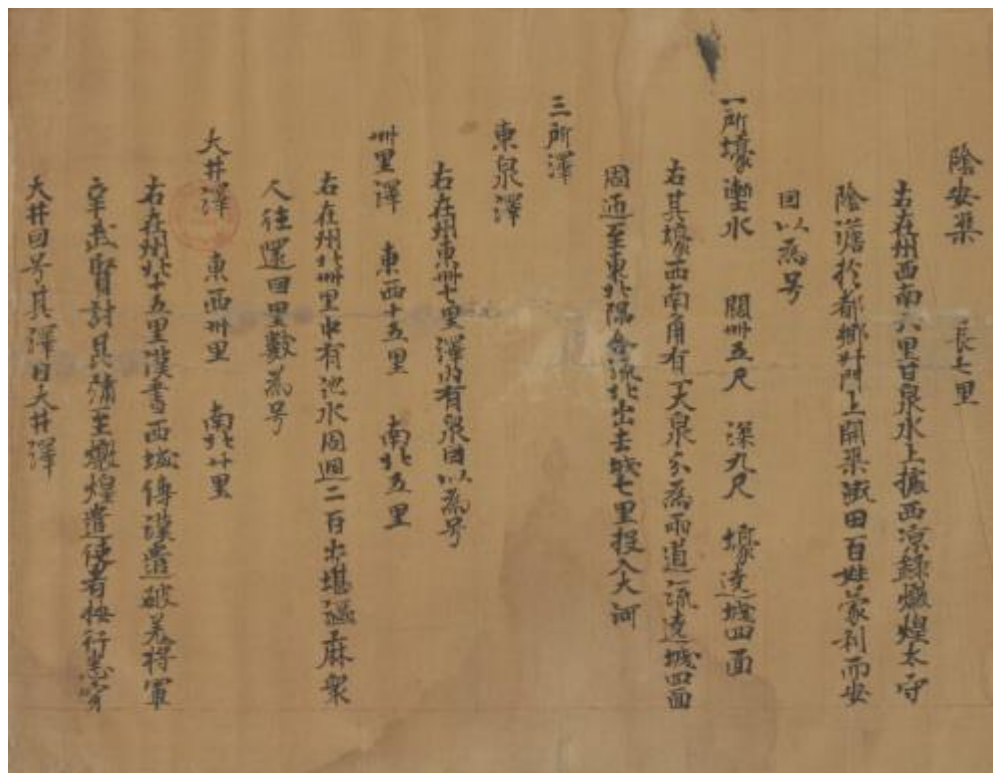 陰安渠　　　長七里
右在州西南六里甘泉水上據西涼錄燉煌太守
陰澹於都鄉斗門上開渠溉田百姓蒙利而安
因以為号
一所壕塹水　　闊卌五尺　深九尺　壕遶城四面
右其壕西南角有一大泉分為兩道流遶城四面
周迊至東北隅合流北出去城七里投入大河
三所澤
東泉澤
右在州東卌七里澤內有泉因以為号
卌里澤　東西十五里　南北五里
右在州北卌里中有池水周迴二百步堪漚麻眾
人往還因里數為号
大井澤　東西卅里　南北廿里
右在州北十五里漢書西域傳漢遣破羌將軍
辛武賢討昆彌至燉煌遣使者按行悉穿
大井因号其澤曰大井澤